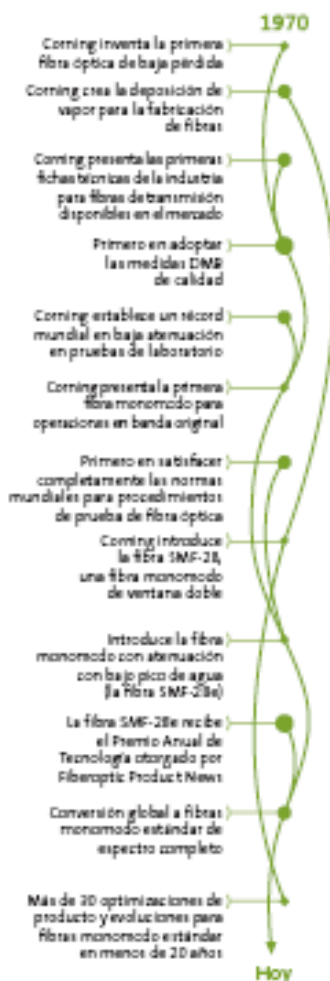 1970
Corning inventa la primera
fibra óptica de baja pérdida
Corning crea la deposición de
vapor para la fabricación
de fibras
Corning presenta las primeras
fichas técnicas de la industria
para fibras de transmisión
disponibles en el mercado
Primero en adoptar
las medidas DMB
de calidad
Corning establece un récord
mundial en baja atenuación
en pruebas de laboratorio
Corning presenta la primera
fibra monomodo para
operaciones en banda original
Primero en satisfacer
completamente las normas
mundiales para procedimientos
de prueba de fibra óptica
Corning introduce
la fibra SMF-28,
una fibra monomodo
de ventana doble
Introduce la fibra
monomodo con atenuación
con bajo pico de agua
(la fibra SMF-28e)
La fibra SMF-28e recibe
el Premio Anual de
Tecnología otorgado por
Fiberoptic Product News
Conversión global a fibras
monomodo estándar de
espectro completo
Más de 30 optimizaciones de
producto y evoluciones para
fibras monomodo estándar
en menos de 20 años
Hoy